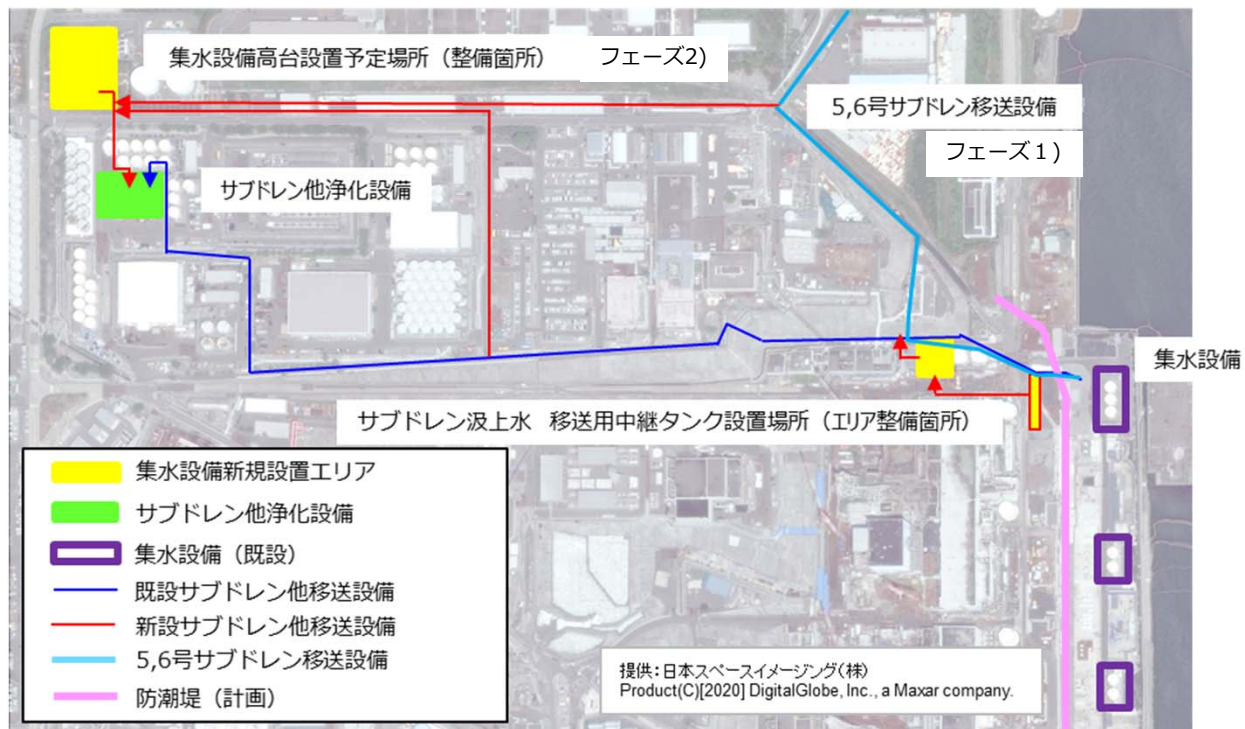 集水設備高台設置予定場所（整備箇所） フェーズ2)
5,6号サブドレン移送設備
フェーズ１)
サブドレン他浄化設備
集水設備
サブドレン汲上水　移送用中継タンク設置場所（エリア整備箇所）
集水設備新規設置エリア
サブドレン他浄化設備
集水設備（既設）
既設サブドレン他移送設備
新設サブドレン他移送設備
5,6号サブドレン移送設備
防潮堤（計画）
提供：日本スペースイメージング（株）
Product(C)[2020] DigitalGlobe, Inc., a Maxar company.